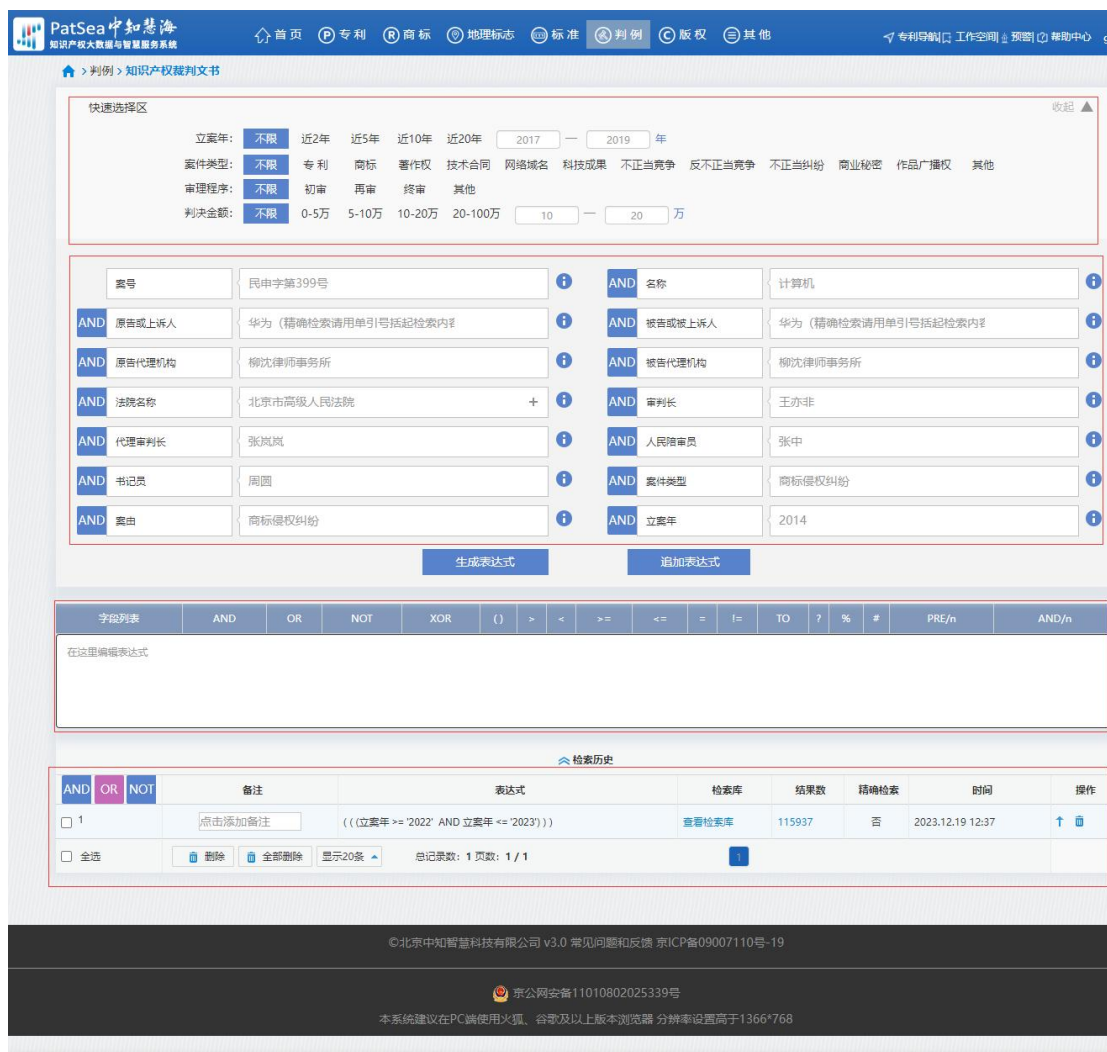 PatSea中知慧海
知识产权大数据与智慧服务系统
首页 P 专利 R 商标 地理标志 标准 判例 C 版权 其他 专利导航 工作空间 预警 帮助中心
> 判例 > 知识产权裁判文书
快速选择区 收起
立案年： 不限 近2年 近5年 近10年 近20年 2017 — 2019 年
案件类型： 不限 专利 商标 著作权 技术合同 网络域名 科技成果 不正当竞争 反不正当竞争 不正当纠纷 商业秘密 作品广播权 其他
审理程序： 不限 初审 再审 终审 其他
判决金额： 不限 0-5万 5-10万 10-20万 20-100万 10 — 20 万
案号 民申字第399号 AND 名称 计算机
AND 原告或上诉人 华为（精确检索请用单引号括起检索内 AND 被告或被上诉人 华为（精确检索请用单引号括起检索内
AND 原告代理机构 柳沈律师事务所 AND 被告代理机构 柳沈律师事务所
AND 法院名称 北京市高级人民法院 + AND 审判长 王亦非
AND 代理审判长 张岚岚 AND 人民陪审员 张中
AND 书记员 周圆 AND 案件类型 商标侵权纠纷
AND 案由 商标侵权纠纷 AND 立案年 2014
生成表达式 追加表达式
字段列表 AND OR NOT XOR () > < >= <= = != TO ? % # PRE/n AND/n
在这里编辑表达式
检索历史
AND OR NOT 备注 表达式 检索库 结果数 精确检索 时间 操作
1 点击添加备注 ( ( (立案年 >= '2022' AND 立案年 <= '2023') ) ) 查看检索库 115937 否 2023.12.19 12:37
全选 删除 全部删除 显示20条 总记录数：1 页数：1 / 1 1
©北京中知智慧科技有限公司 v3.0 常见问题和反馈 京ICP备09007110号-19
京公网安备11010802025339号
本系统建议在PC端使用火狐、谷歌及以上版本浏览器 分辨率设置高于1366*768